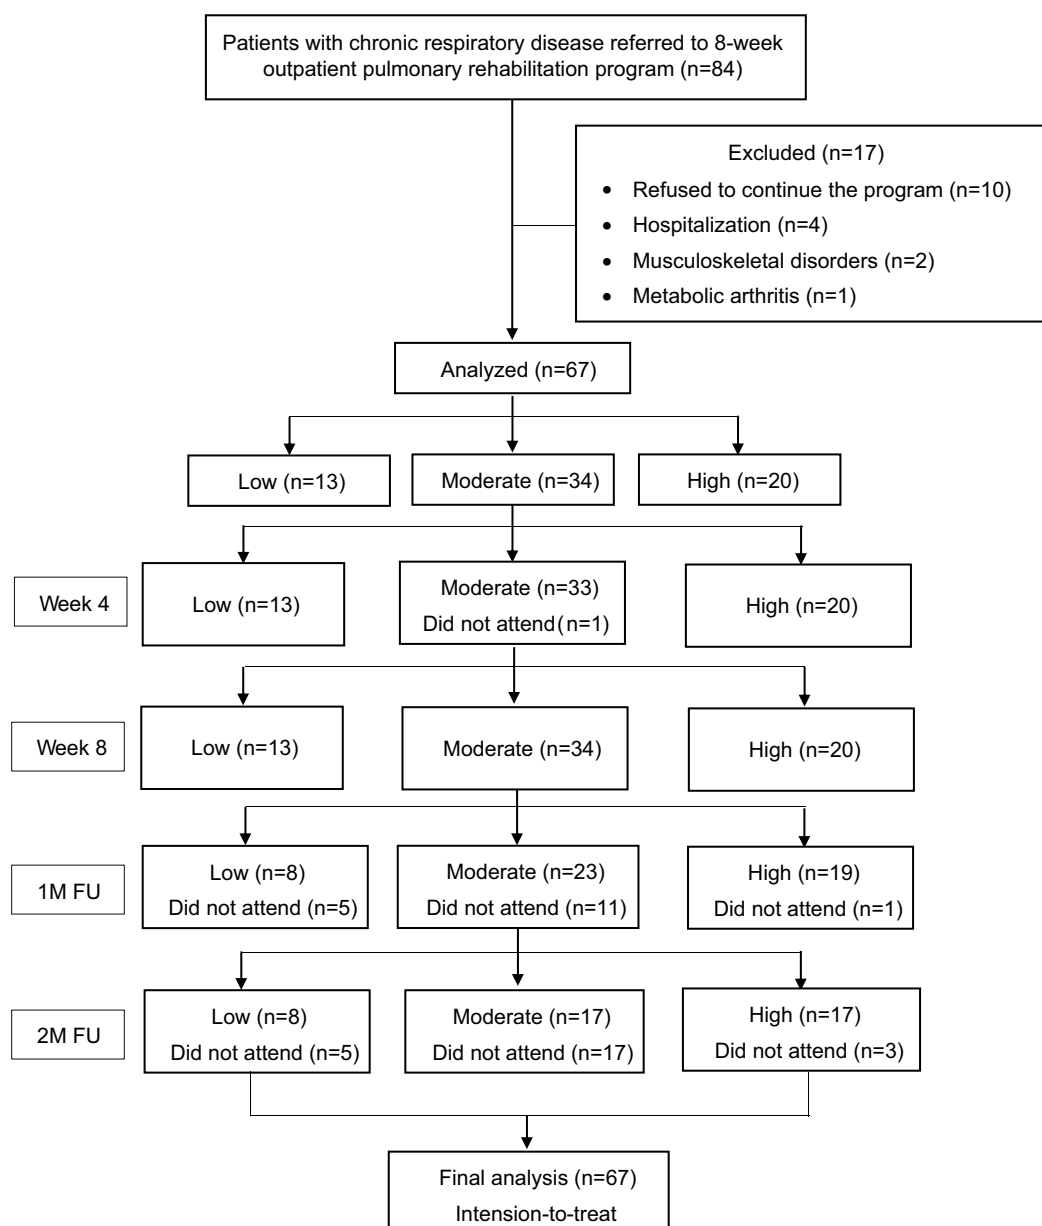 Patients with chronic respiratory disease referred to 8-week
outpatient pulmonary rehabilitation program (n=84)
Excluded (n=17)
• Refused to continue the program (n=10)
• Hospitalization (n=4)
• Musculoskeletal disorders (n=2)
• Metabolic arthritis (n=1)
Analyzed (n=67)
Low (n=13)
Moderate (n=34)
High (n=20)
Week 4
Low (n=13)
Moderate (n=33)
Did not attend (n=1)
High (n=20)
Week 8
Low (n=13)
Moderate (n=34)
High (n=20)
1M FU
Low (n=8)
Did not attend (n=5)
Moderate (n=23)
Did not attend (n=11)
High (n=19)
Did not attend (n=1)
2M FU
Low (n=8)
Did not attend (n=5)
Moderate (n=17)
Did not attend (n=17)
High (n=17)
Did not attend (n=3)
Final analysis (n=67)
Intension-to-treat